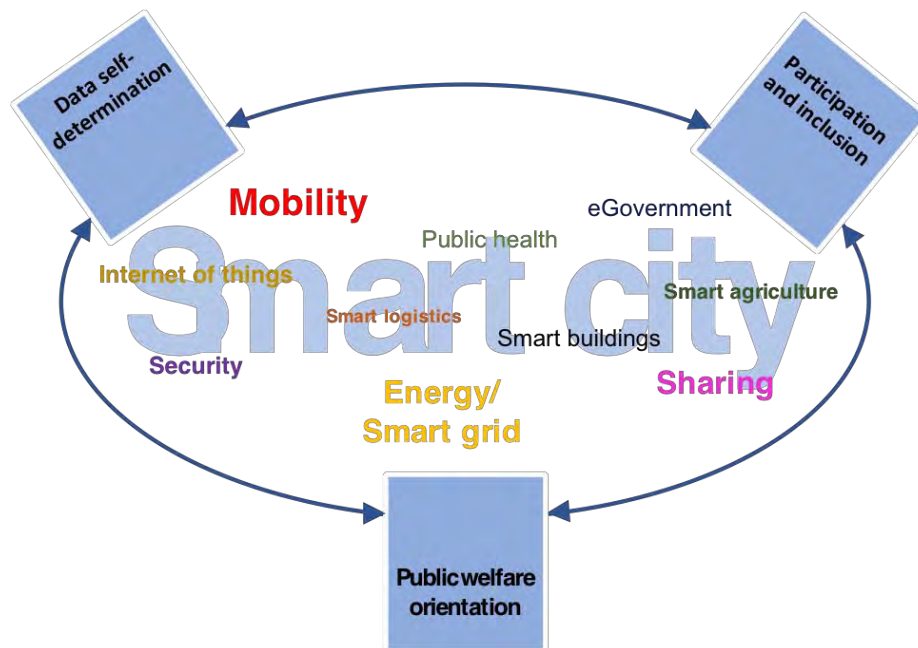 Data self-
determination
Participation
and inclusion
Mobility
eGovernment
Public health
Smart city
Internet of things
Smart agriculture
Smart logistics
Smart buildings
Security
Sharing
Energy/
Smart grid
Public welfare
orientation